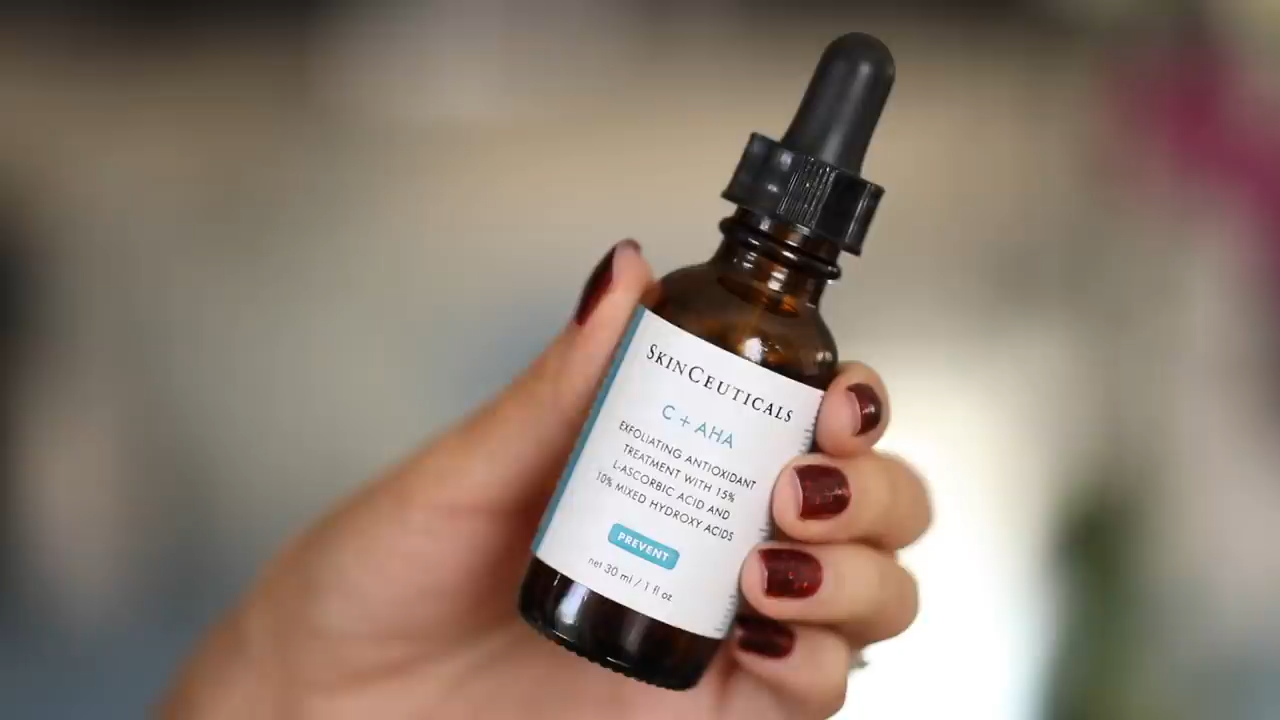 SKINCEUTICALS
C + AHA
EXFOLIATING ANTIOXIDANT
TREATMENT WITH 15%
L-ASCORBIC ACID AND
10% MIXED HYDROXY ACIDS
PREVENT
net 30 ml / 1 fl oz